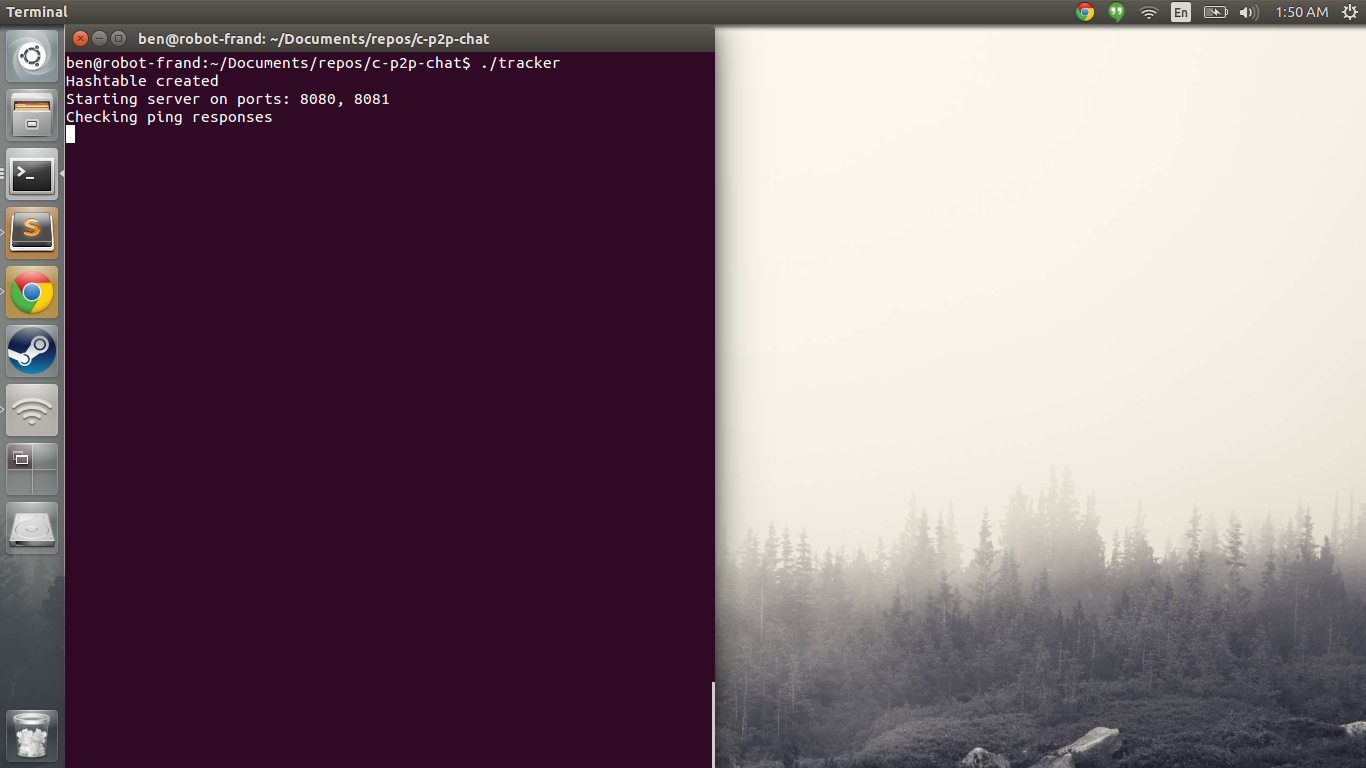 Terminal
En
1:50 AM
ben@robot-frand: ~/Documents/repos/c-p2p-chat
ben@robot-frand:~/Documents/repos/c-p2p-chat$ ./tracker
Hashtable created
Starting server on ports: 8080, 8081
Checking ping responses